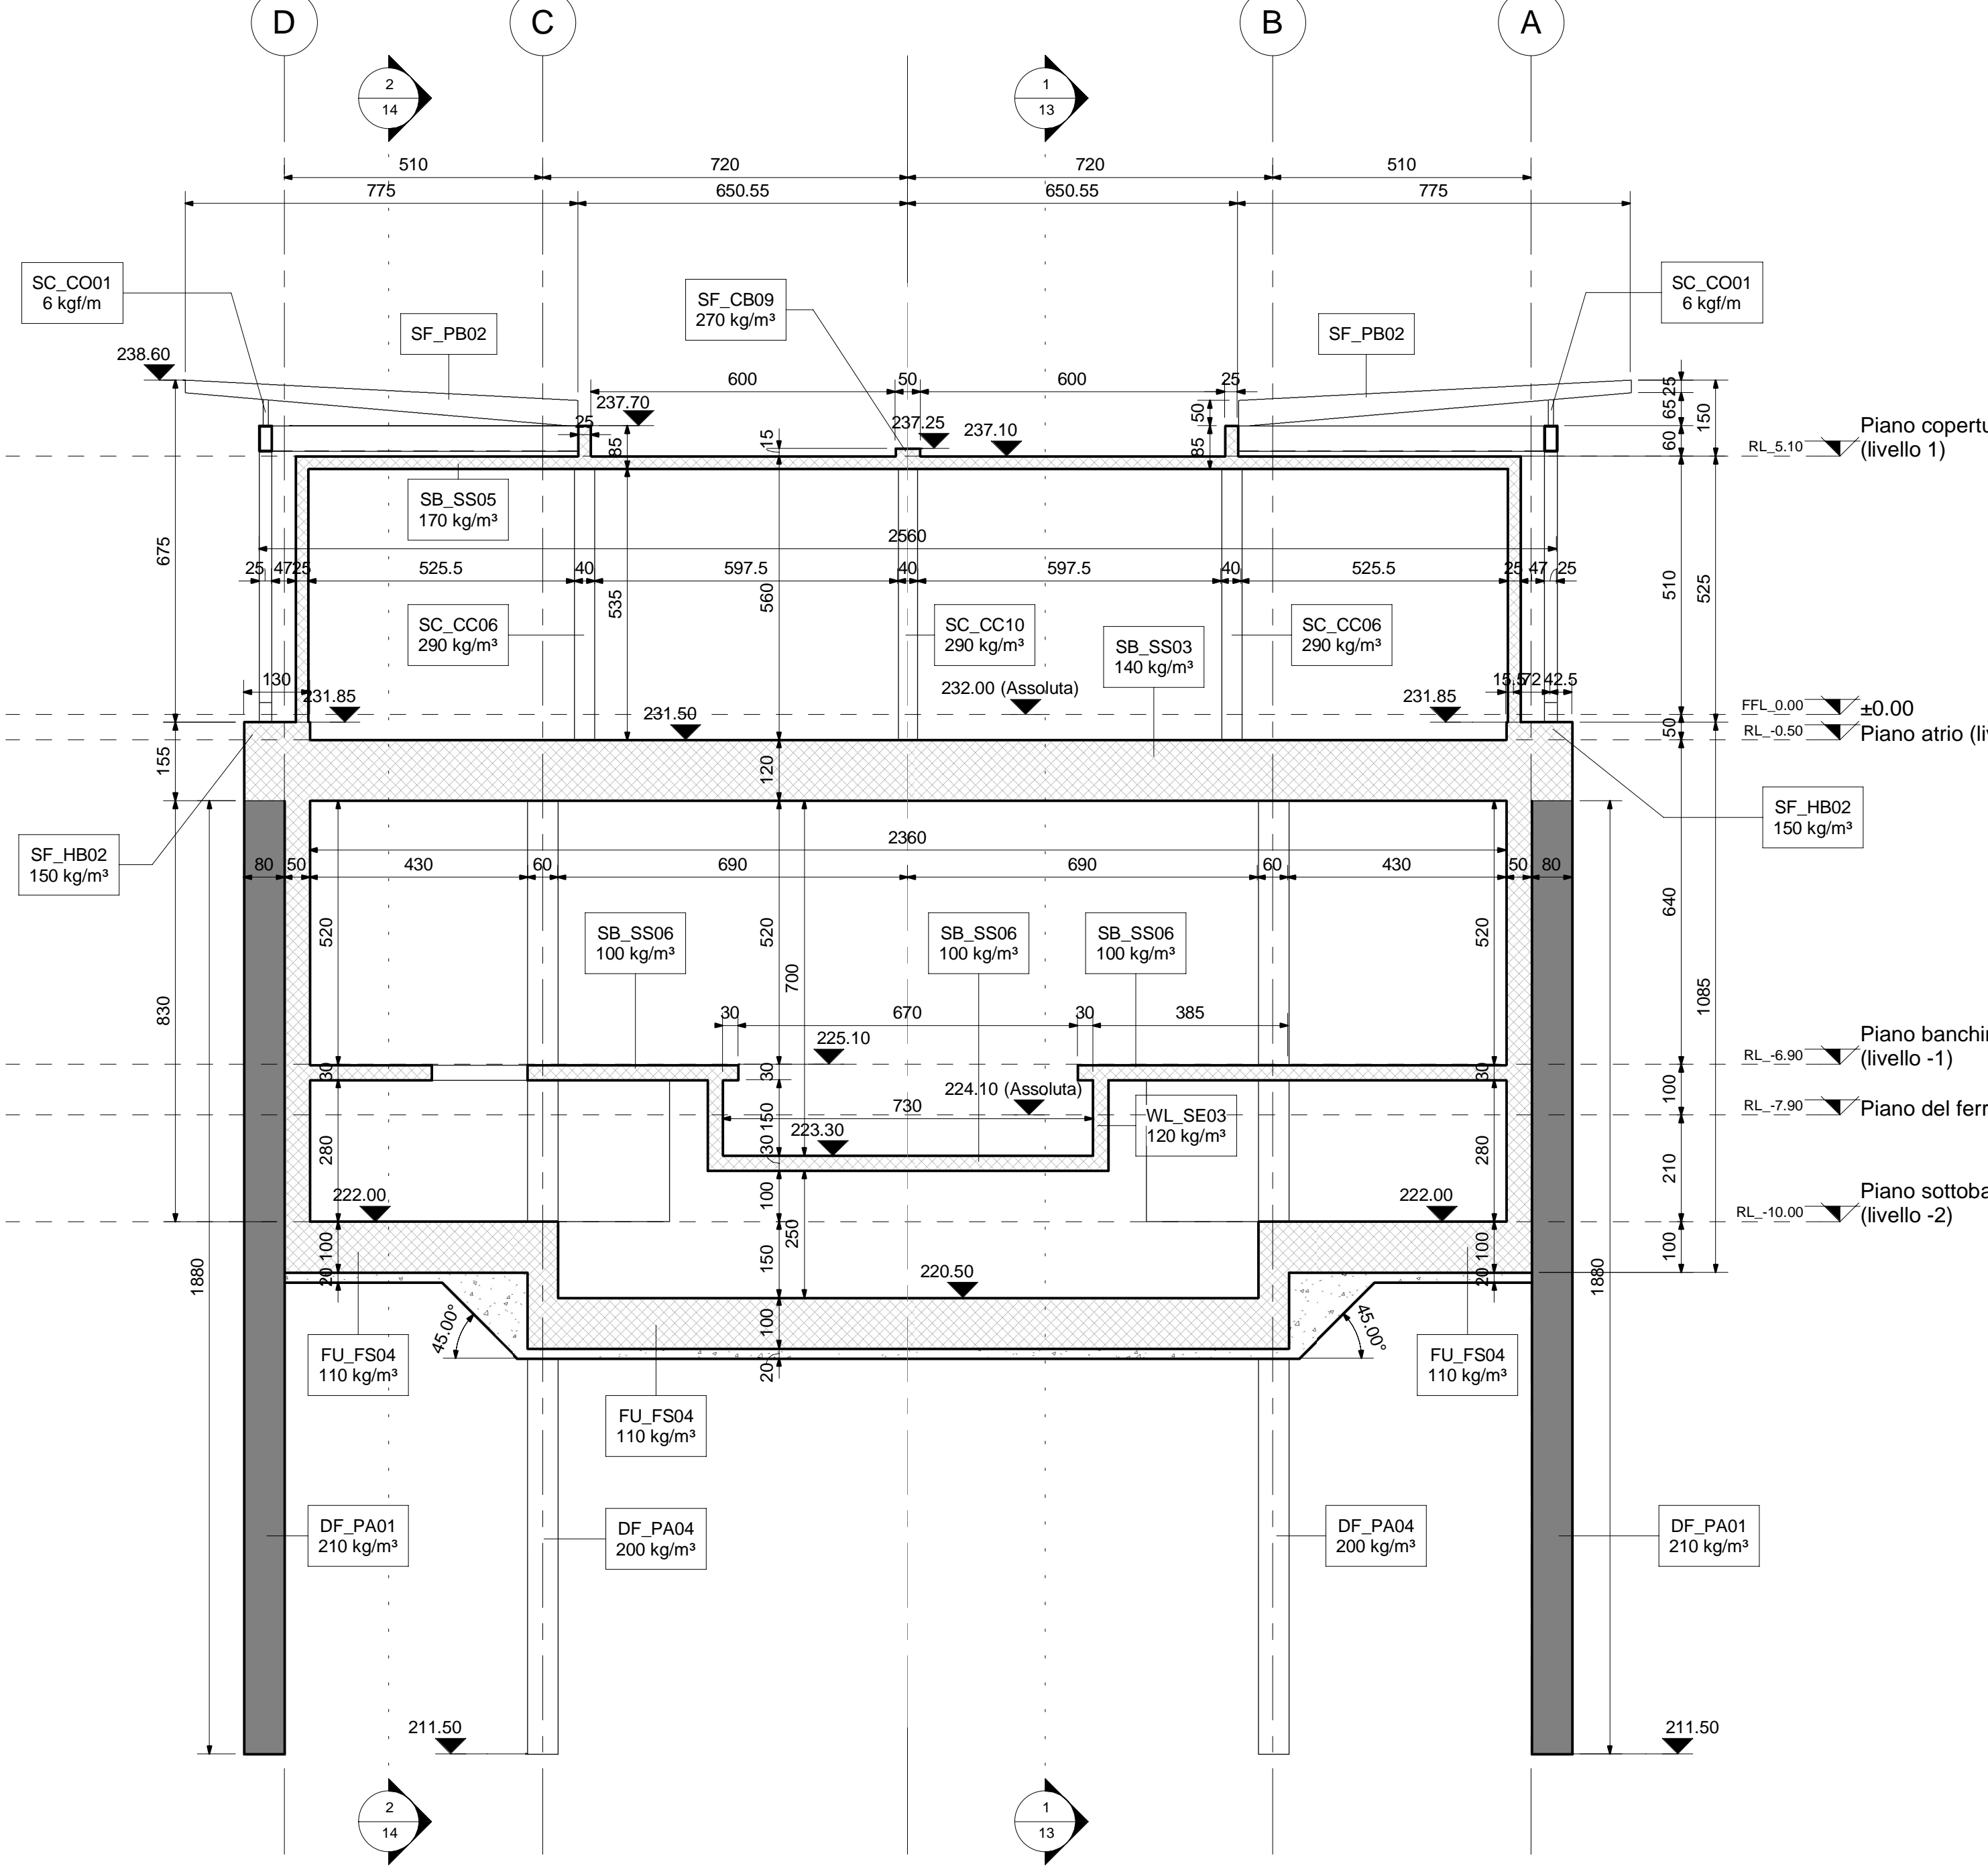 D
C
B
A
2
14
1
13
510
720
720
510
775
650.55
650.55
775
SC_CO01
6 kgf/m
SF_PB02
SF_CB09
270 kg/m³
SF_PB02
SC_CO01
6 kgf/m
238.60
600
50
600
25
25
237.70
237.25
237.10
15
85
50
85
25
65
60
150
RL_5.10
(livello 1)
SB_SS05
170 kg/m³
2560
675
25
47
25
525.5
40
597.5
40
597.5
40
525.5
25
47
25
535
560
510
525
SC_CC06
290 kg/m³
SC_CC10
290 kg/m³
SB_SS03
140 kg/m³
SC_CC06
290 kg/m³
130
231.85
231.50
232.00 (Assoluta)
231.85
15.5
72
42.5
FFL_0.00
±0.00
RL_-0.50
Piano atrio
50
155
120
SF_HB02
150 kg/m³
SF_HB02
150 kg/m³
2360
80
50
430
60
690
690
60
430
50
80
520
520
520
640
SB_SS06
100 kg/m³
SB_SS06
100 kg/m³
SB_SS06
100 kg/m³
700
830
1085
30
670
30
385
225.10
RL_-6.90
Piano
(livello -1)
30
30
30
224.10 (Assoluta)
730
WL_SE03
120 kg/m³
150
223.30
30
100
RL_-7.90
Piano del
280
280
210
100
222.00
222.00
RL_-10.00
Piano
(livello -2)
250
100
20
150
220.50
100
20
100
1880
1880
45.00°
45.00°
100
20
FU_FS04
110 kg/m³
FU_FS04
110 kg/m³
FU_FS04
110 kg/m³
DF_PA01
210 kg/m³
DF_PA04
200 kg/m³
DF_PA04
200 kg/m³
DF_PA01
210 kg/m³
211.50
211.50
2
14
1
13